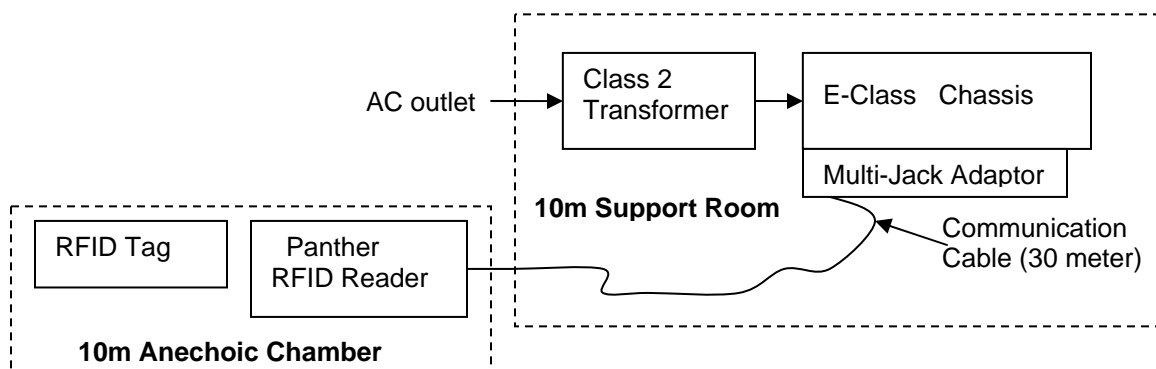 Class 2
Transformer
E-Class Chassis
AC outlet
Multi-Jack Adaptor
10m Support Room
Communication
Cable (30 meter)
RFID Tag
Panther
RFID Reader
10m Anechoic Chamber